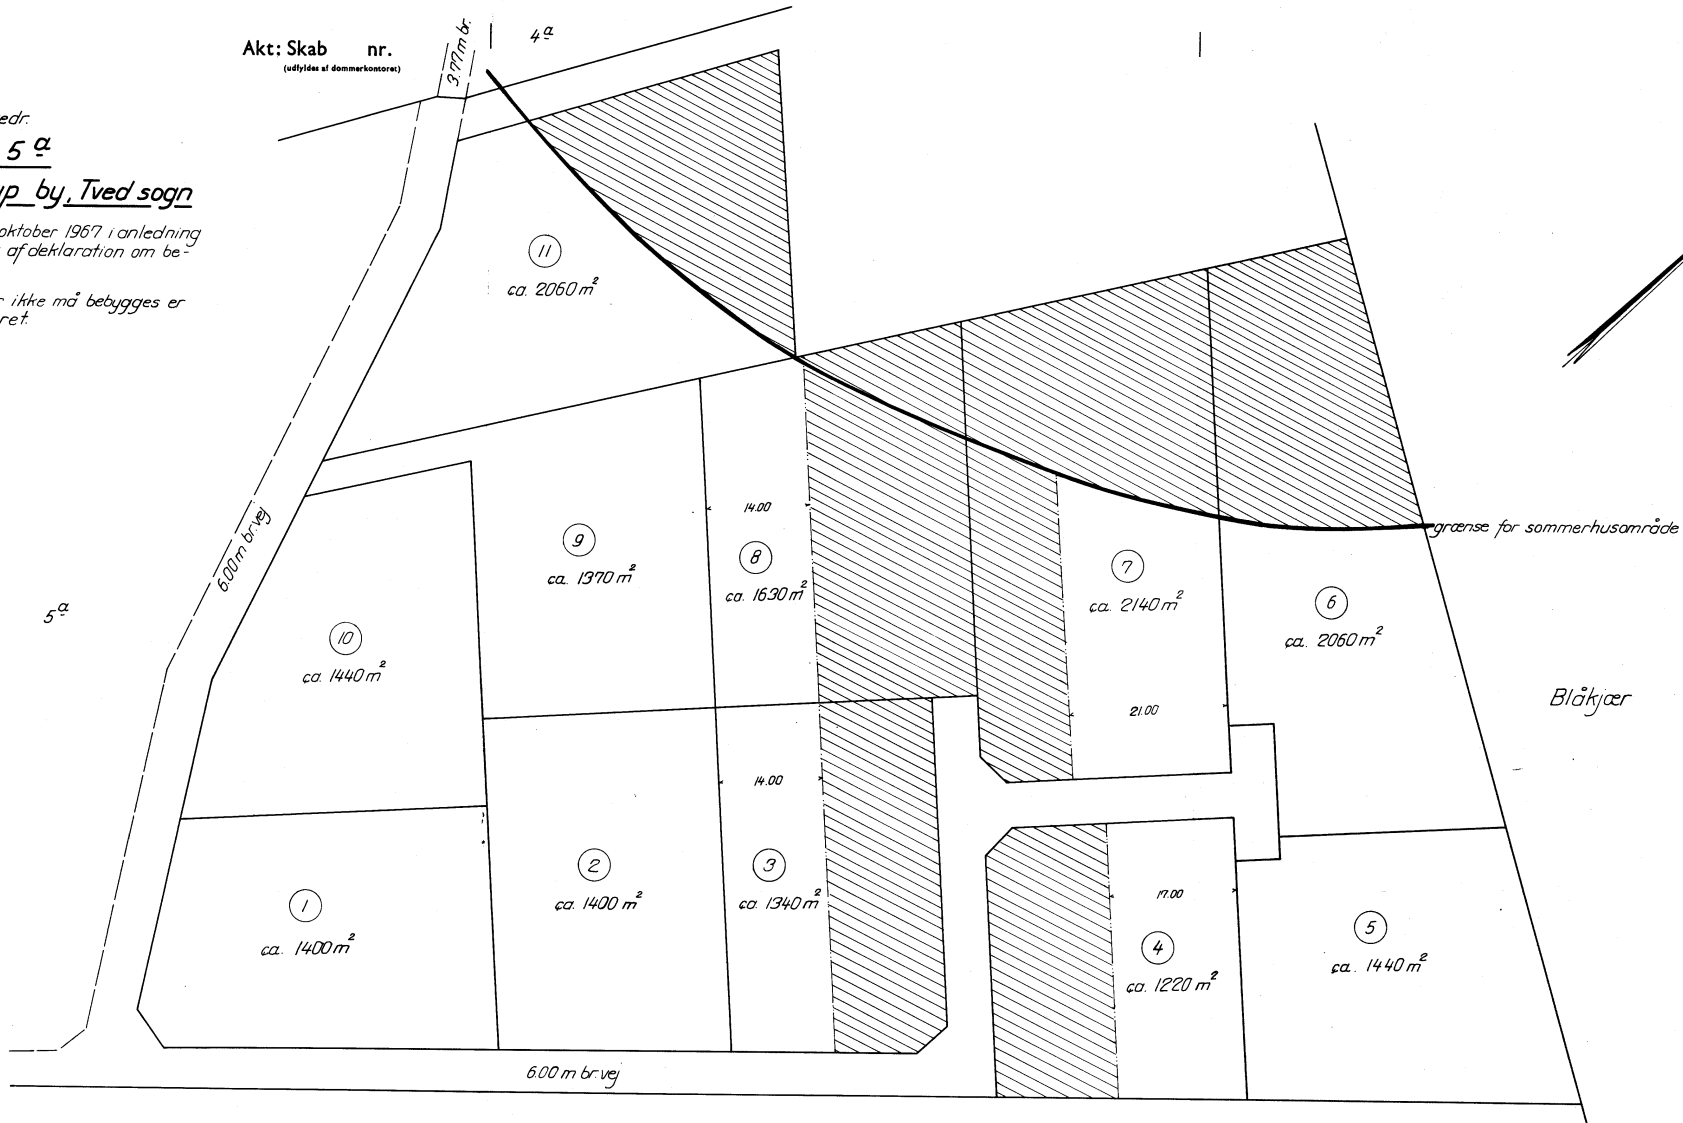 Akt: Skab nr.
(udfyldes af dommerkontoret)
3.77 m br.
4a
edr.
5a
up by, Tved sogn
oktober 1967 i anledning
af deklaration om be-
r ikke må bebygges er
ret.
11
ca. 2060 m²
grænse for sommerhusområde
6.00 m br. vej
5a
14.00
9
ca. 1370 m²
8
ca. 1630 m²
7
ca. 2140 m²
6
ca. 2060 m²
10
ca. 1440 m²
21.00
Blåkjær
14.00
1
ca. 1400 m²
2
ca. 1400 m²
3
ca. 1340 m²
17.00
4
ca. 1220 m²
5
ca. 1440 m²
6.00 m br. vej